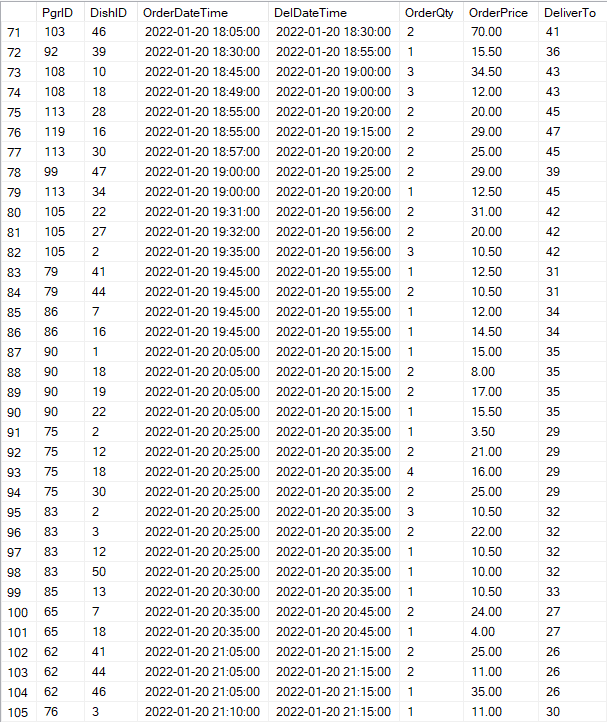 PgrID DishID OrderDateTime DelDateTime OrderQty OrderPrice DeliverTo
71 103 46 2022-01-20 18:05:00 2022-01-20 18:30:00 2 70.00 41
72 92 39 2022-01-20 18:30:00 2022-01-20 18:55:00 1 15.50 36
73 108 10 2022-01-20 18:45:00 2022-01-20 19:00:00 3 34.50 43
74 108 18 2022-01-20 18:49:00 2022-01-20 19:00:00 3 12.00 43
75 113 28 2022-01-20 18:55:00 2022-01-20 19:20:00 2 20.00 45
76 119 16 2022-01-20 18:55:00 2022-01-20 19:15:00 2 29.00 47
77 113 30 2022-01-20 18:57:00 2022-01-20 19:20:00 2 25.00 45
78 99 47 2022-01-20 19:00:00 2022-01-20 19:25:00 2 29.00 39
79 113 34 2022-01-20 19:00:00 2022-01-20 19:20:00 1 12.50 45
80 105 22 2022-01-20 19:31:00 2022-01-20 19:56:00 2 31.00 42
81 105 27 2022-01-20 19:32:00 2022-01-20 19:56:00 2 20.00 42
82 105 2 2022-01-20 19:35:00 2022-01-20 19:56:00 3 10.50 42
83 79 41 2022-01-20 19:45:00 2022-01-20 19:55:00 1 12.50 31
84 79 44 2022-01-20 19:45:00 2022-01-20 19:55:00 2 10.50 31
85 86 7 2022-01-20 19:45:00 2022-01-20 19:55:00 1 12.00 34
86 86 16 2022-01-20 19:45:00 2022-01-20 19:55:00 1 14.50 34
87 90 1 2022-01-20 20:05:00 2022-01-20 20:15:00 1 15.00 35
88 90 18 2022-01-20 20:05:00 2022-01-20 20:15:00 2 8.00 35
89 90 19 2022-01-20 20:05:00 2022-01-20 20:15:00 2 17.00 35
90 90 22 2022-01-20 20:05:00 2022-01-20 20:15:00 1 15.50 35
91 75 2 2022-01-20 20:25:00 2022-01-20 20:35:00 1 3.50 29
92 75 12 2022-01-20 20:25:00 2022-01-20 20:35:00 2 21.00 29
93 75 18 2022-01-20 20:25:00 2022-01-20 20:35:00 4 16.00 29
94 75 30 2022-01-20 20:25:00 2022-01-20 20:35:00 2 25.00 29
95 83 2 2022-01-20 20:25:00 2022-01-20 20:35:00 3 10.50 32
96 83 3 2022-01-20 20:25:00 2022-01-20 20:35:00 2 22.00 32
97 83 12 2022-01-20 20:25:00 2022-01-20 20:35:00 1 10.50 32
98 83 50 2022-01-20 20:25:00 2022-01-20 20:35:00 1 10.00 32
99 85 13 2022-01-20 20:30:00 2022-01-20 20:35:00 1 10.50 33
100 65 7 2022-01-20 20:35:00 2022-01-20 20:45:00 2 24.00 27
101 65 18 2022-01-20 20:35:00 2022-01-20 20:45:00 1 4.00 27
102 62 41 2022-01-20 21:05:00 2022-01-20 21:15:00 2 25.00 26
103 62 44 2022-01-20 21:05:00 2022-01-20 21:15:00 2 11.00 26
104 62 46 2022-01-20 21:05:00 2022-01-20 21:15:00 1 35.00 26
105 76 3 2022-01-20 21:10:00 2022-01-20 21:15:00 1 11.00 30